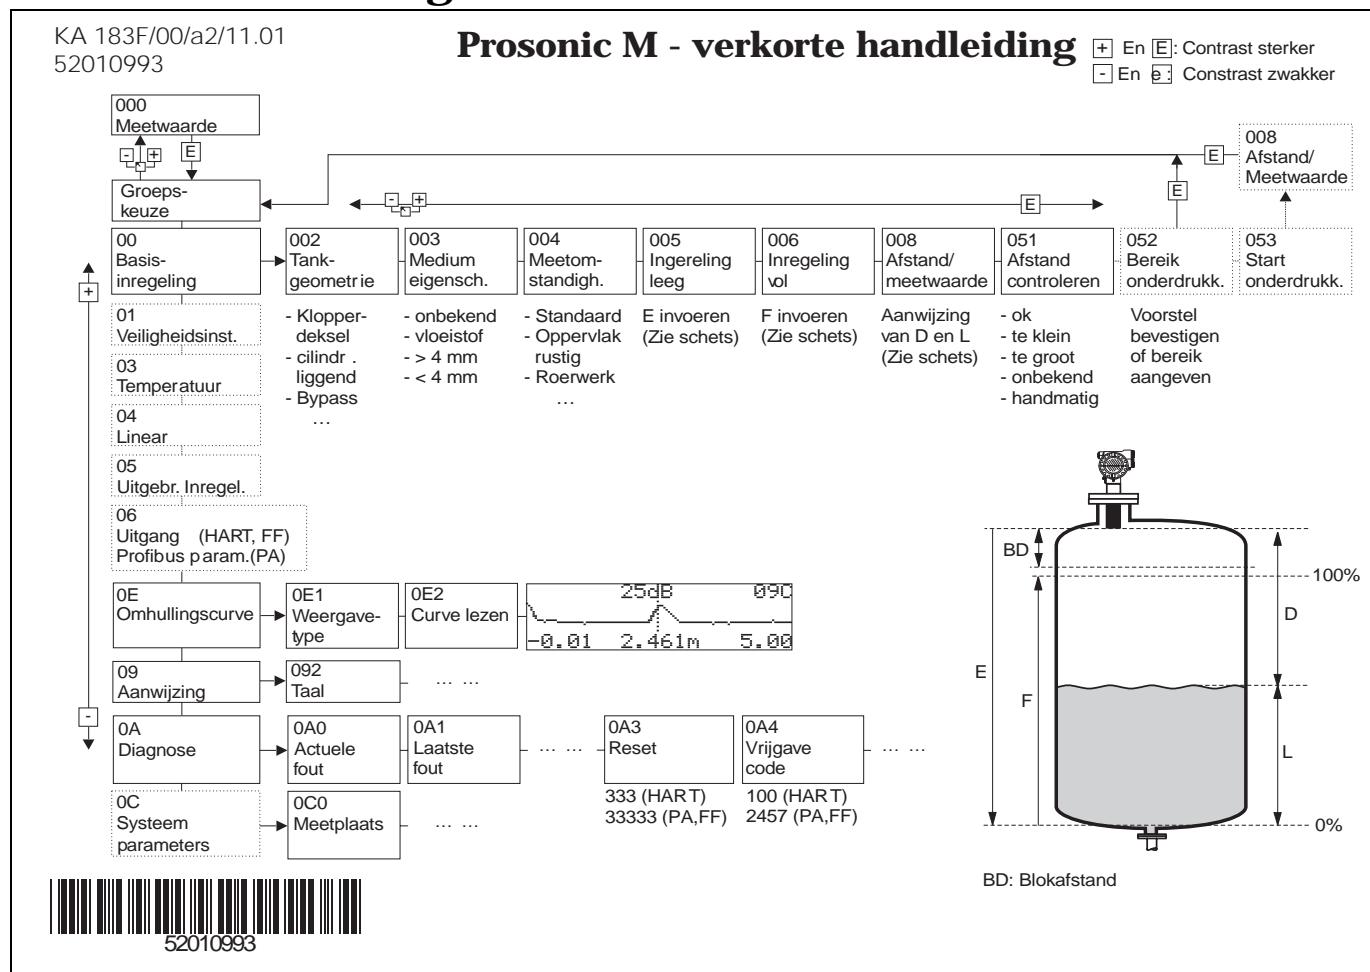 KA 183F/00/a2/11.01
52010993
Prosonic M - verkorte handleiding
+ En E: Contrast sterker
- En e: Constrast zwakker
000
Meetwaarde
- +
E
Groeps-
keuze
E
008
Afstand/
Meetwaarde
- +
E
E
00
Basis-
inregeling
002
Tank-
geometrie
003
Medium
eigensch.
004
Meetom-
standigh.
005
Ingereling
leeg
006
Inregeling
vol
008
Afstand/
meetwaarde
051
Afstand
controleren
052
Bereik
onderdrukk.
053
Start
onderdrukk.
- Klopper-
deksel
- cilindr .
liggend
- Bypass
...
- onbekend
- vloeistof
- > 4 mm
- < 4 mm
- Standaard
- Oppervlak
rustig
- Roerwerk
...
E invoeren
(Zie schets)
F invoeren
(Zie schets)
Aanwijzing
van D en L
(Zie schets)
- ok
- te klein
- te groot
- onbekend
- handmatig
Voorstel
bevestigen
of bereik
aangeven
+
01
Veiligheidsinst.
03
Temperatuur
04
Linear
05
Uitgebr. Inregel.
06
Uitgang (HART, FF)
Profibus param.(PA)
0E
Omhullingscurve
0E1
Weergave-
type
0E2
Curve lezen
25dB 09C
-0.01 2.461m 5.00
09
Aanwijzing
092
Taal
... ...
-
0A
Diagnose
0A0
Actuele
fout
0A1
Laatste
fout
... ...
0A3
Reset
0A4
Vrijgave
code
... ...
333 (HART)
33333 (PA,FF)
100 (HART)
2457 (PA,FF)
0C
Systeem
parameters
0C0
Meetplaats
... ...
BD
100%
D
E
F
L
0%
BD: Blokafstand
52010993